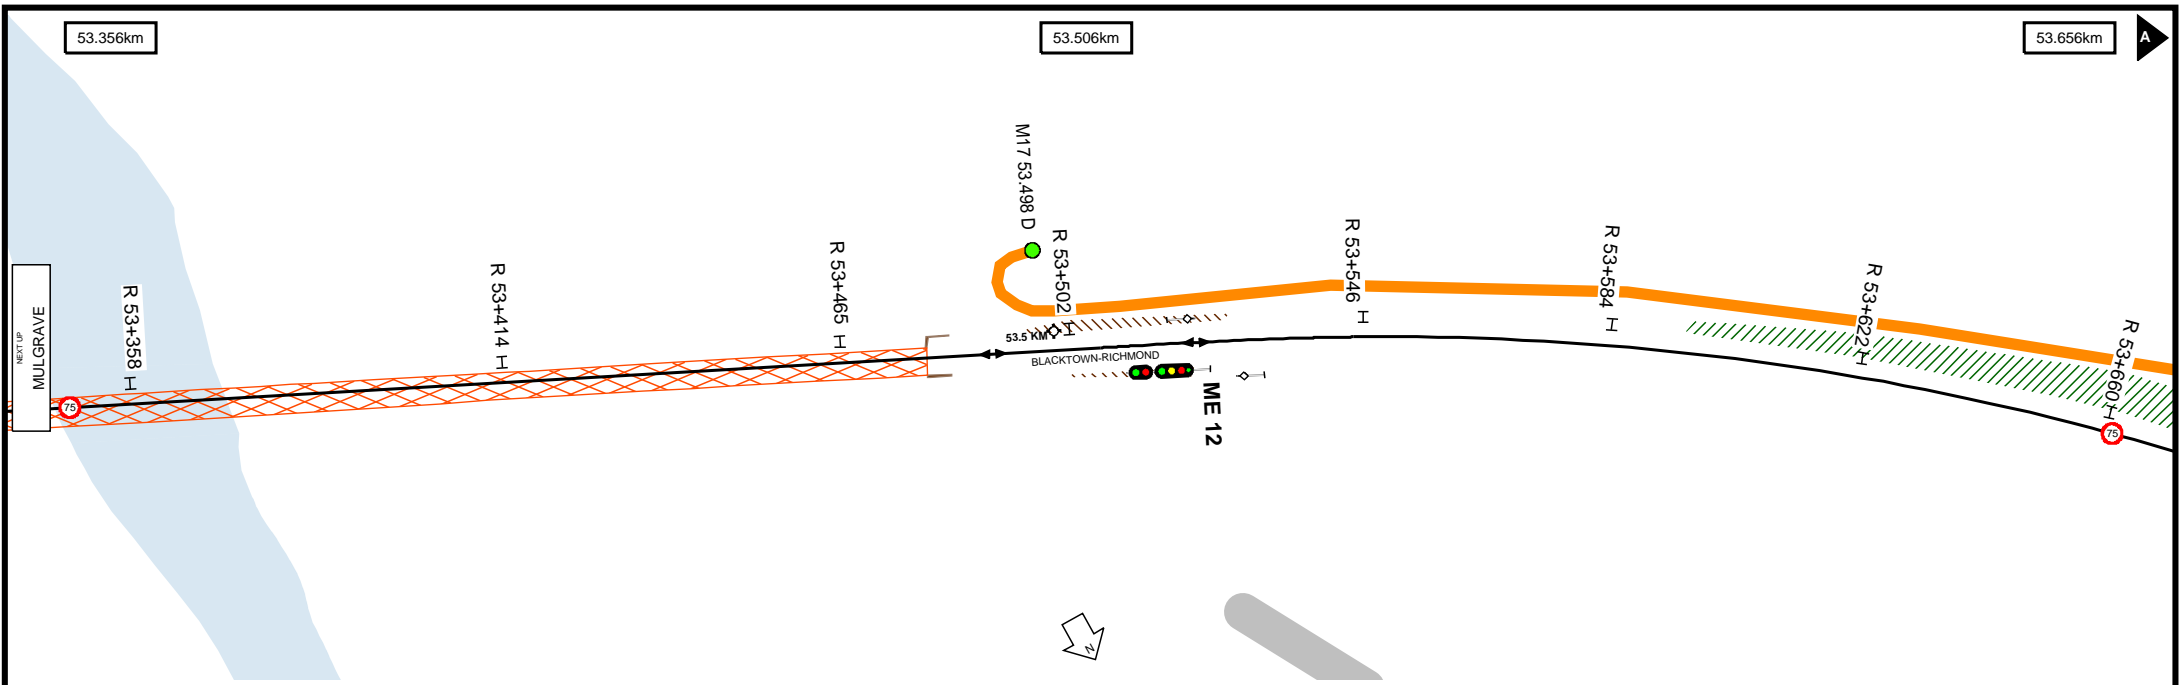 53.356km
53.506km
53.656km
A
M17 53.498 D
R 53+358
R 53+414
R 53+465
R 53+502
R 53+546
R 53+584
R 53+622
R 53+660
NEXT UP
MULGRAVE
75
53.5 KM
BLACKTOWN-RICHMOND
ME 12
75
N